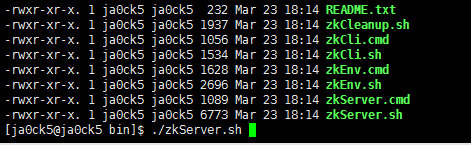 -rwxr-xr-x. 1 ja0ck5 ja0ck5  232 Mar 23 18:14 README.txt
-rwxr-xr-x. 1 ja0ck5 ja0ck5 1937 Mar 23 18:14 zkCleanup.sh
-rwxr-xr-x. 1 ja0ck5 ja0ck5 1056 Mar 23 18:14 zkCli.cmd
-rwxr-xr-x. 1 ja0ck5 ja0ck5 1534 Mar 23 18:14 zkCli.sh
-rwxr-xr-x. 1 ja0ck5 ja0ck5 1628 Mar 23 18:14 zkEnv.cmd
-rwxr-xr-x. 1 ja0ck5 ja0ck5 2696 Mar 23 18:14 zkEnv.sh
-rwxr-xr-x. 1 ja0ck5 ja0ck5 1089 Mar 23 18:14 zkServer.cmd
-rwxr-xr-x. 1 ja0ck5 ja0ck5 6773 Mar 23 18:14 zkServer.sh
[ja0ck5@ja0ck5 bin]$ ./zkServer.sh